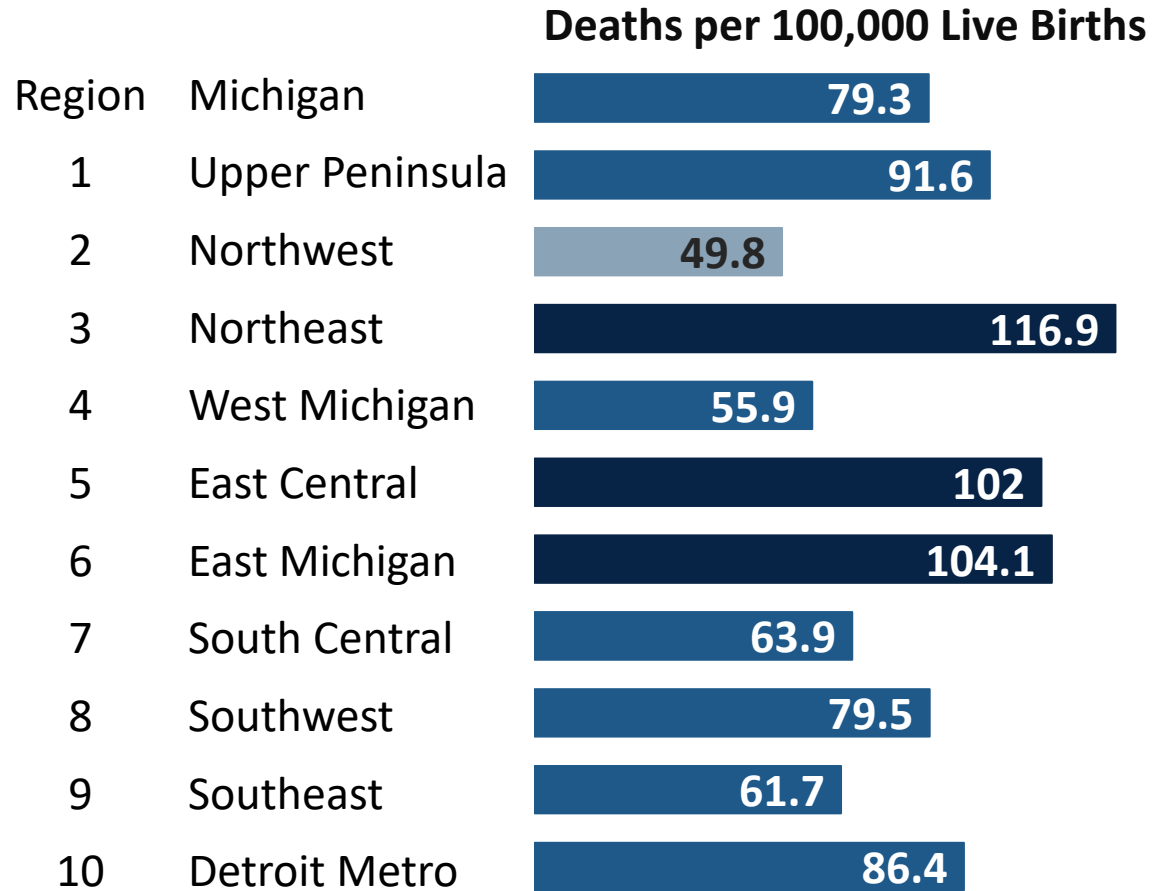 Deaths per 100,000 Live Births
Region Michigan 79.3
1 Upper Peninsula 91.6
2 Northwest 49.8
3 Northeast 116.9
4 West Michigan 55.9
5 East Central 102
6 East Michigan 104.1
7 South Central 63.9
8 Southwest 79.5
9 Southeast 61.7
10 Detroit Metro 86.4